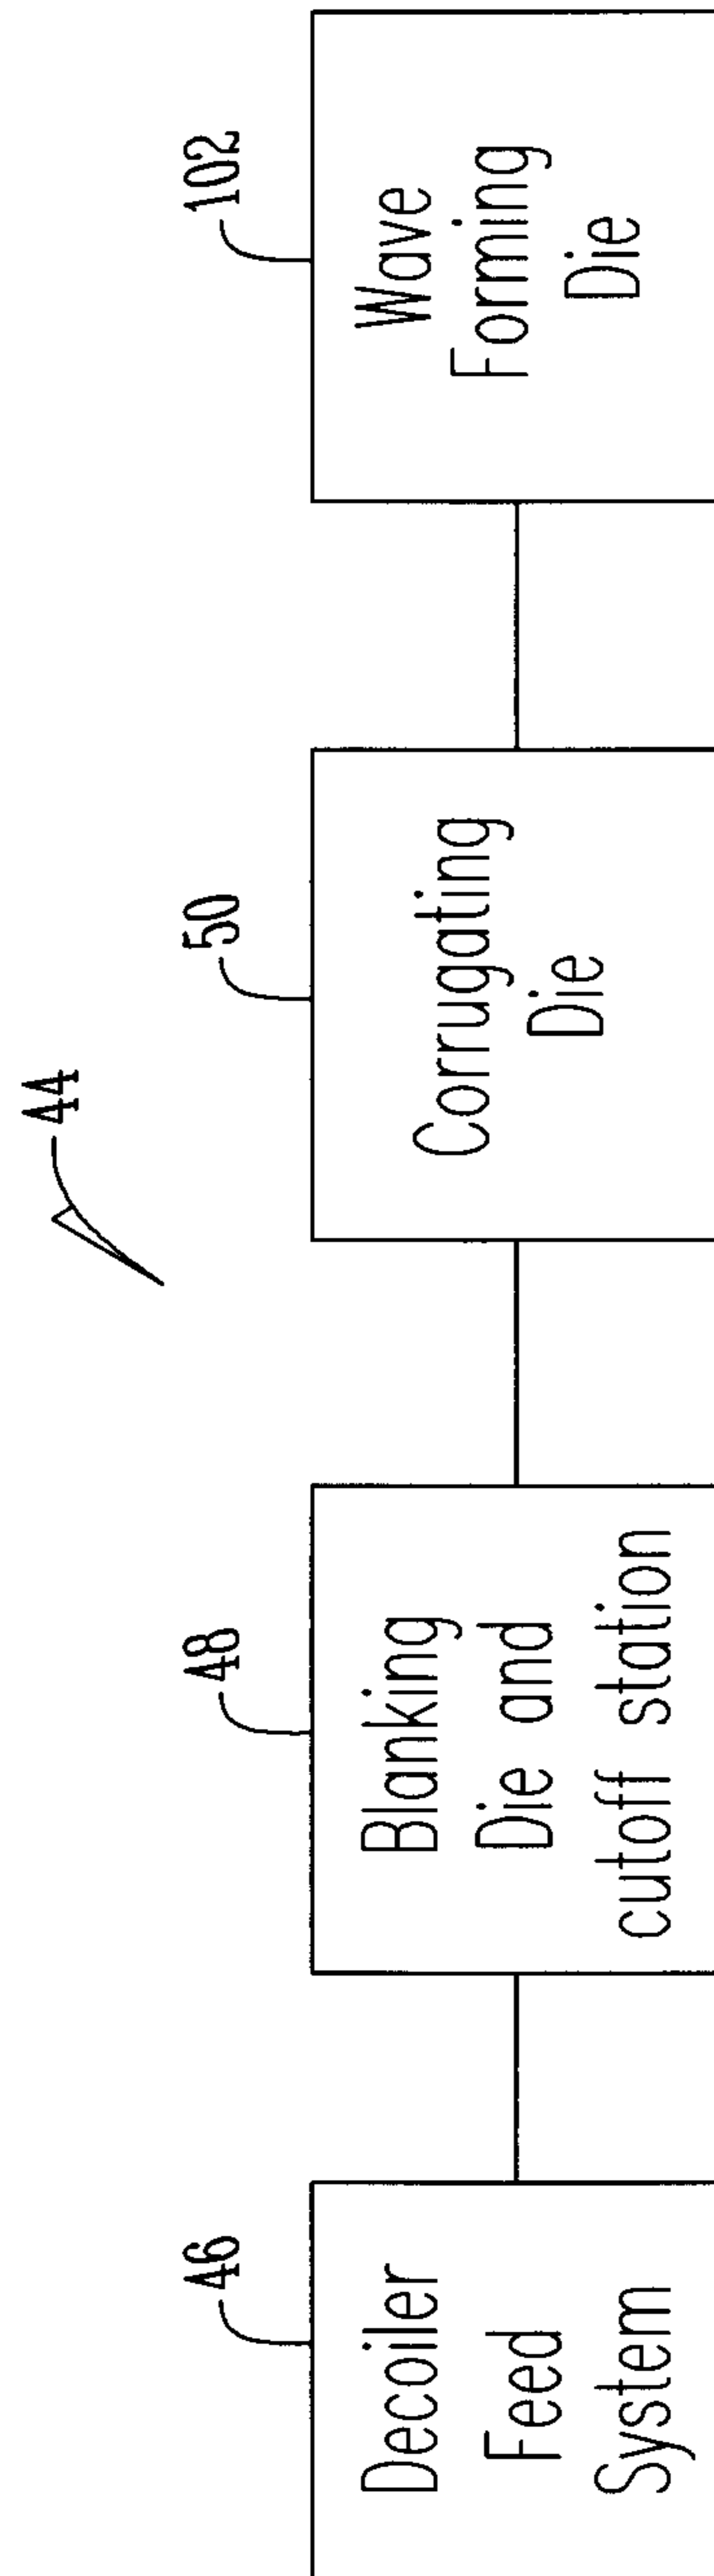 44
46
Decoiler
Feed
System
48
Blanking
Die and
cutoff station
50
Corrugating
Die
102
Wave
Forming
Die